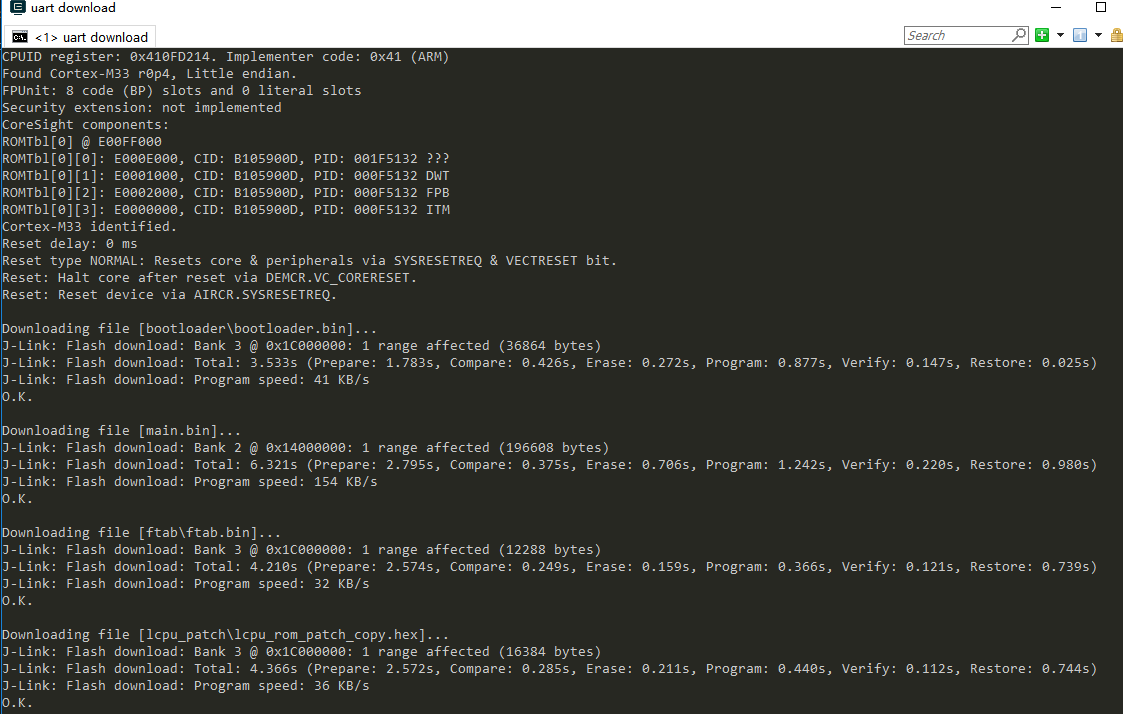 uart download
<1> uart download
Search
CPUID register: 0x410FD214. Implementer code: 0x41 (ARM)
Found Cortex-M33 r0p4, Little endian.
FPUnit: 8 code (BP) slots and 0 literal slots
Security extension: not implemented
CoreSight components:
ROMTbl[0] @ E00FF000
ROMTbl[0][0]: E000E000, CID: B105900D, PID: 001F5132 ???
ROMTbl[0][1]: E0001000, CID: B105900D, PID: 000F5132 DWT
ROMTbl[0][2]: E0002000, CID: B105900D, PID: 000F5132 FPB
ROMTbl[0][3]: E0000000, CID: B105900D, PID: 000F5132 ITM
Cortex-M33 identified.
Reset delay: 0 ms
Reset type NORMAL: Resets core & peripherals via SYSRESETREQ & VECTRESET bit.
Reset: Halt core after reset via DEMCR.VC_CORERESET.
Reset: Reset device via AIRCR.SYSRESETREQ.
Downloading file [bootloader\bootloader.bin]...
J-Link: Flash download: Bank 3 @ 0x1C000000: 1 range affected (36864 bytes)
J-Link: Flash download: Total: 3.533s (Prepare: 1.783s, Compare: 0.426s, Erase: 0.272s, Program: 0.877s, Verify: 0.147s, Restore: 0.025s)
J-Link: Flash download: Program speed: 41 KB/s
O.K.
Downloading file [main.bin]...
J-Link: Flash download: Bank 2 @ 0x14000000: 1 range affected (196608 bytes)
J-Link: Flash download: Total: 6.321s (Prepare: 2.795s, Compare: 0.375s, Erase: 0.706s, Program: 1.242s, Verify: 0.220s, Restore: 0.980s)
J-Link: Flash download: Program speed: 154 KB/s
O.K.
Downloading file [ftab\ftab.bin]...
J-Link: Flash download: Bank 3 @ 0x1C000000: 1 range affected (12288 bytes)
J-Link: Flash download: Total: 4.210s (Prepare: 2.574s, Compare: 0.249s, Erase: 0.159s, Program: 0.366s, Verify: 0.121s, Restore: 0.739s)
J-Link: Flash download: Program speed: 32 KB/s
O.K.
Downloading file [lcpu_patch\lcpu_rom_patch_copy.hex]...
J-Link: Flash download: Bank 3 @ 0x1C000000: 1 range affected (16384 bytes)
J-Link: Flash download: Total: 4.366s (Prepare: 2.572s, Compare: 0.285s, Erase: 0.211s, Program: 0.440s, Verify: 0.112s, Restore: 0.744s)
J-Link: Flash download: Program speed: 36 KB/s
O.K.